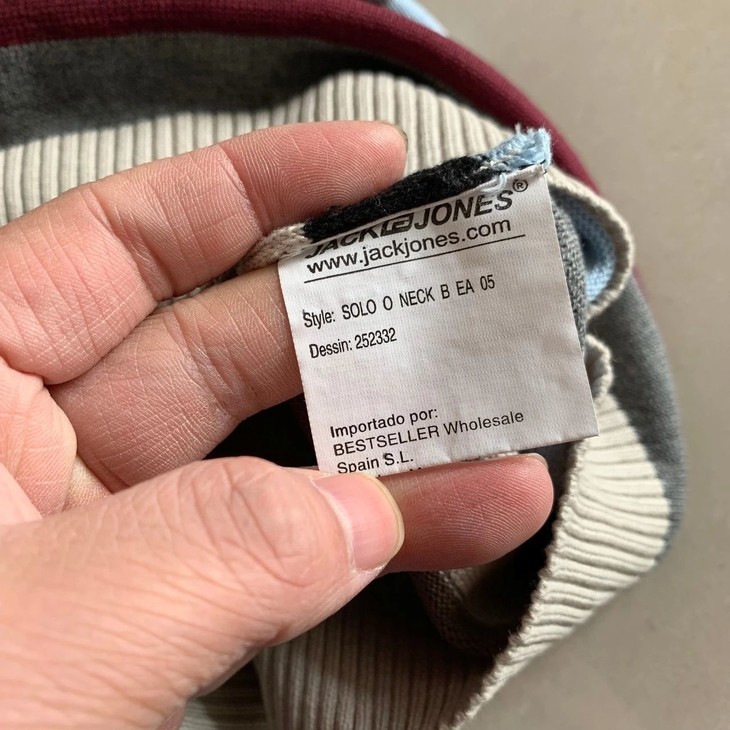 JACK & JONES®
www.jackjones.com
Style: SOLO O NECK B EA 05
Dessin: 252332
Importado por:
BESTSELLER Wholesale
Spain S.L.